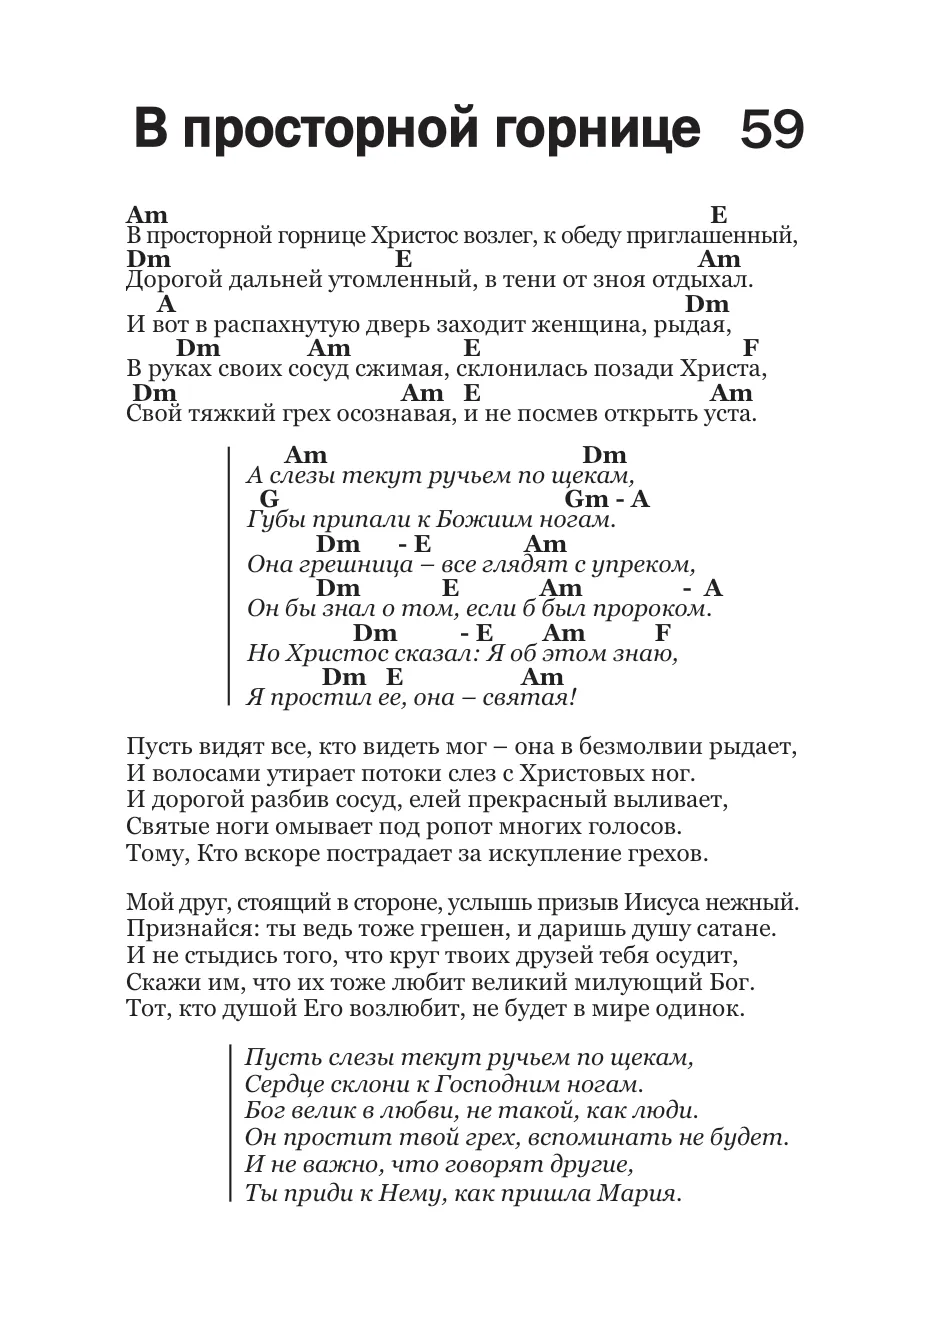 В просторной горнице 59
Am E
В просторной горнице Христос возлег, к обеду приглашенный,
Dm E Am
Дорогой дальней утомленный, в тени от зноя отдыхал.
A Dm
И вот в распахнутую дверь заходит женщина, рыдая,
Dm Am E F
В руках своих сосуд сжимая, склонилась позади Христа,
Dm Am E Am
Свой тяжкий грех осознавая, и не посмев открыть уста.
Am Dm
А слезы текут ручьем по щекам,
G Gm - A
Губы припали к Божиим ногам.
Dm - E Am
Она грешница – все глядят с упреком,
Dm E Am - A
Он бы знал о том, если б был пророком.
Dm - E Am F
Но Христос сказал: Я об этом знаю,
Dm E Am
Я простил ее, она – святая!
Пусть видят все, кто видеть мог – она в безмолвии рыдает,
И волосами утирает потоки слез с Христовых ног.
И дорогой разбив сосуд, елей прекрасный выливает,
Святые ноги омывает под ропот многих голосов.
Тому, Кто вскоре пострадает за искупление грехов.
Мой друг, стоящий в стороне, услышь призыв Иисуса нежный.
Признайся: ты ведь тоже грешен, и даришь душу сатане.
И не стыдись того, что круг твоих друзей тебя осудит,
Скажи им, что их тоже любит великий милующий Бог.
Тот, кто душой Его возлюбит, не будет в мире одинок.
Пусть слезы текут ручьем по щекам,
Сердце склони к Господним ногам.
Бог велик в любви, не такой, как люди.
Он простит твой грех, вспоминать не будет.
И не важно, что говорят другие,
Ты приди к Нему, как пришла Мария.